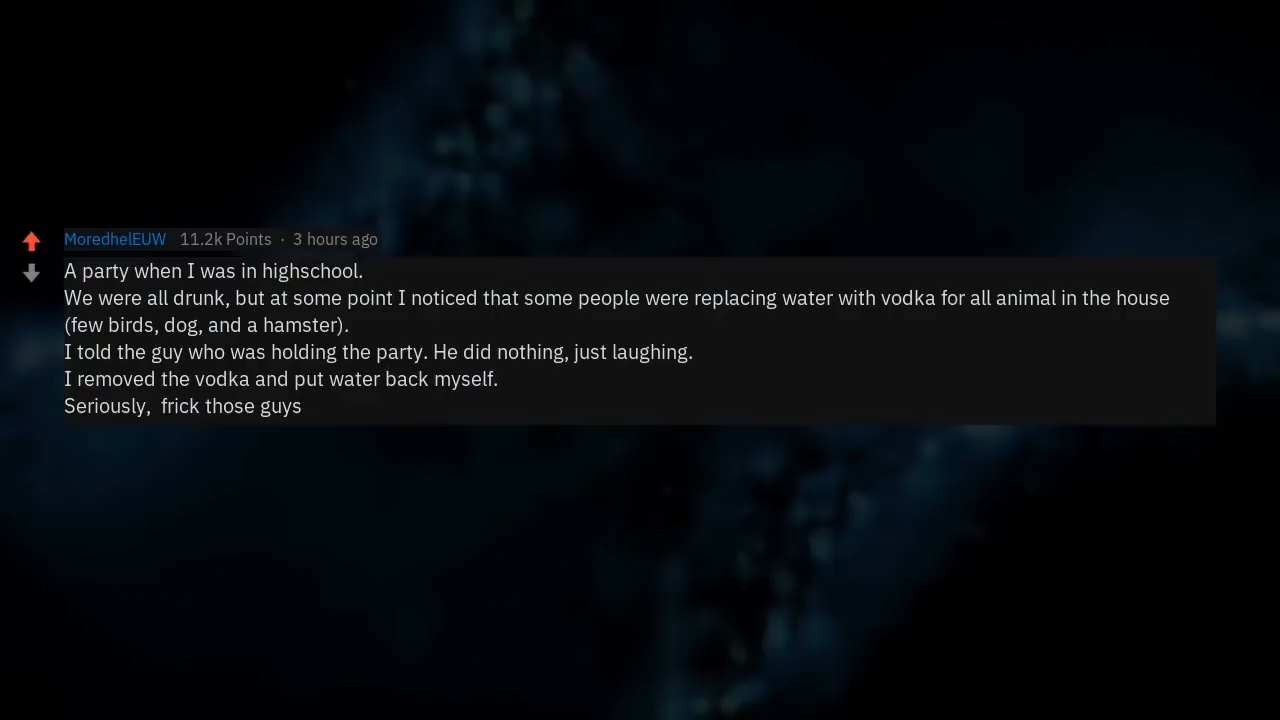 MoredhelEUW 11.2k Points · 3 hours ago
A party when I was in highschool.
We were all drunk, but at some point I noticed that some people were replacing water with vodka for all animal in the house
(few birds, dog, and a hamster).
I told the guy who was holding the party. He did nothing, just laughing.
I removed the vodka and put water back myself.
Seriously,  frick those guys